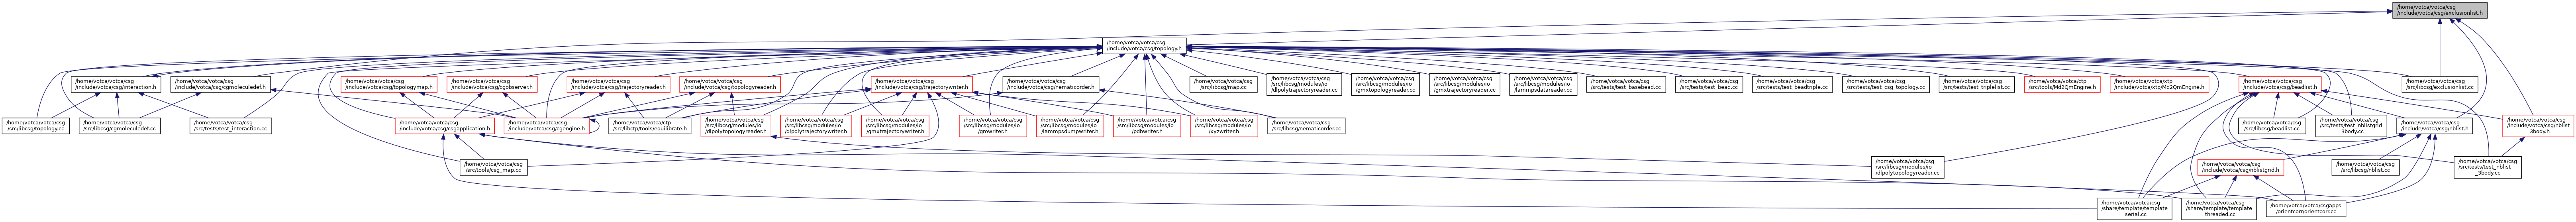 /home/votca/votca/csg
/include/votca/csg/exclusionlist.h
/home/votca/votca/csg
/include/votca/csg/topology.h
/home/votca/votca/csg
/include/votca/csg/interaction.h
/home/votca/votca/csg
/include/votca/csg/cgmoleculedef.h
/home/votca/votca/csg
/include/votca/csg/topologymap.h
/home/votca/votca/csg
/include/votca/csg/cgobserver.h
/home/votca/votca/csg
/include/votca/csg/trajectoryreader.h
/home/votca/votca/csg
/include/votca/csg/topologyreader.h
/home/votca/votca/csg
/include/votca/csg/trajectorywriter.h
/home/votca/votca/csg
/include/votca/csg/nematicorder.h
/home/votca/votca/csg
/src/libcsg/map.cc
/home/votca/votca/csg
/src/libcsg/modules/io
/dlpolytrajectoryreader.cc
/home/votca/votca/csg
/src/libcsg/modules/io
/gmxtopologyreader.cc
/home/votca/votca/csg
/src/libcsg/modules/io
/gmxtrajectoryreader.cc
/home/votca/votca/csg
/src/libcsg/modules/io
/lammpsdatareader.cc
/home/votca/votca/csg
/src/tests/test_basebead.cc
/home/votca/votca/csg
/src/tests/test_bead.cc
/home/votca/votca/csg
/src/tests/test_beadtriple.cc
/home/votca/votca/csg
/src/tests/test_csg_topology.cc
/home/votca/votca/csg
/src/tests/test_triplelist.cc
/home/votca/votca/ctp
/src/tools/Md2QmEngine.h
/home/votca/votca/xtp
/include/votca/xtp/Md2QmEngine.h
/home/votca/votca/csg
/include/votca/csg/beadlist.h
/home/votca/votca/csg
/src/libcsg/exclusionlist.cc
/home/votca/votca/csg
/src/libcsg/topology.cc
/home/votca/votca/csg
/src/libcsg/cgmoleculedef.cc
/home/votca/votca/csg
/src/tests/test_interaction.cc
/home/votca/votca/csg
/include/votca/csg/csgapplication.h
/home/votca/votca/csg
/include/votca/csg/cgengine.h
/home/votca/votca/ctp
/src/libctp/tools/equilibrate.h
/home/votca/votca/csg
/src/libcsg/modules/io
/dlpolytopologyreader.h
/home/votca/votca/csg
/src/libcsg/modules/io
/dlpolytrajectorywriter.h
/home/votca/votca/csg
/src/libcsg/modules/io
/gmxtrajectorywriter.h
/home/votca/votca/csg
/src/libcsg/modules/io
/growriter.h
/home/votca/votca/csg
/src/libcsg/modules/io
/lammpsdumpwriter.h
/home/votca/votca/csg
/src/libcsg/modules/io
/pdbwriter.h
/home/votca/votca/csg
/src/libcsg/modules/io
/xyzwriter.h
/home/votca/votca/csg
/src/libcsg/nematicorder.cc
/home/votca/votca/csg
/src/libcsg/beadlist.cc
/home/votca/votca/csg
/src/tests/test_nblistgrid
_3body.cc
/home/votca/votca/csg
/include/votca/csg/nblist.h
/home/votca/votca/csg
/include/votca/csg/nblist
_3body.h
/home/votca/votca/csg
/src/tools/csg_map.cc
/home/votca/votca/csg
/src/libcsg/modules/io
/dlpolytopologyreader.cc
/home/votca/votca/csg
/include/votca/csg/nblistgrid.h
/home/votca/votca/csg
/src/libcsg/nblist.cc
/home/votca/votca/csg
/src/tests/test_nblist
_3body.cc
/home/votca/votca/csg
/share/template/template
_serial.cc
/home/votca/votca/csg
/share/template/template
_threaded.cc
/home/votca/votca/csgapps
/orientcorr/orientcorr.cc